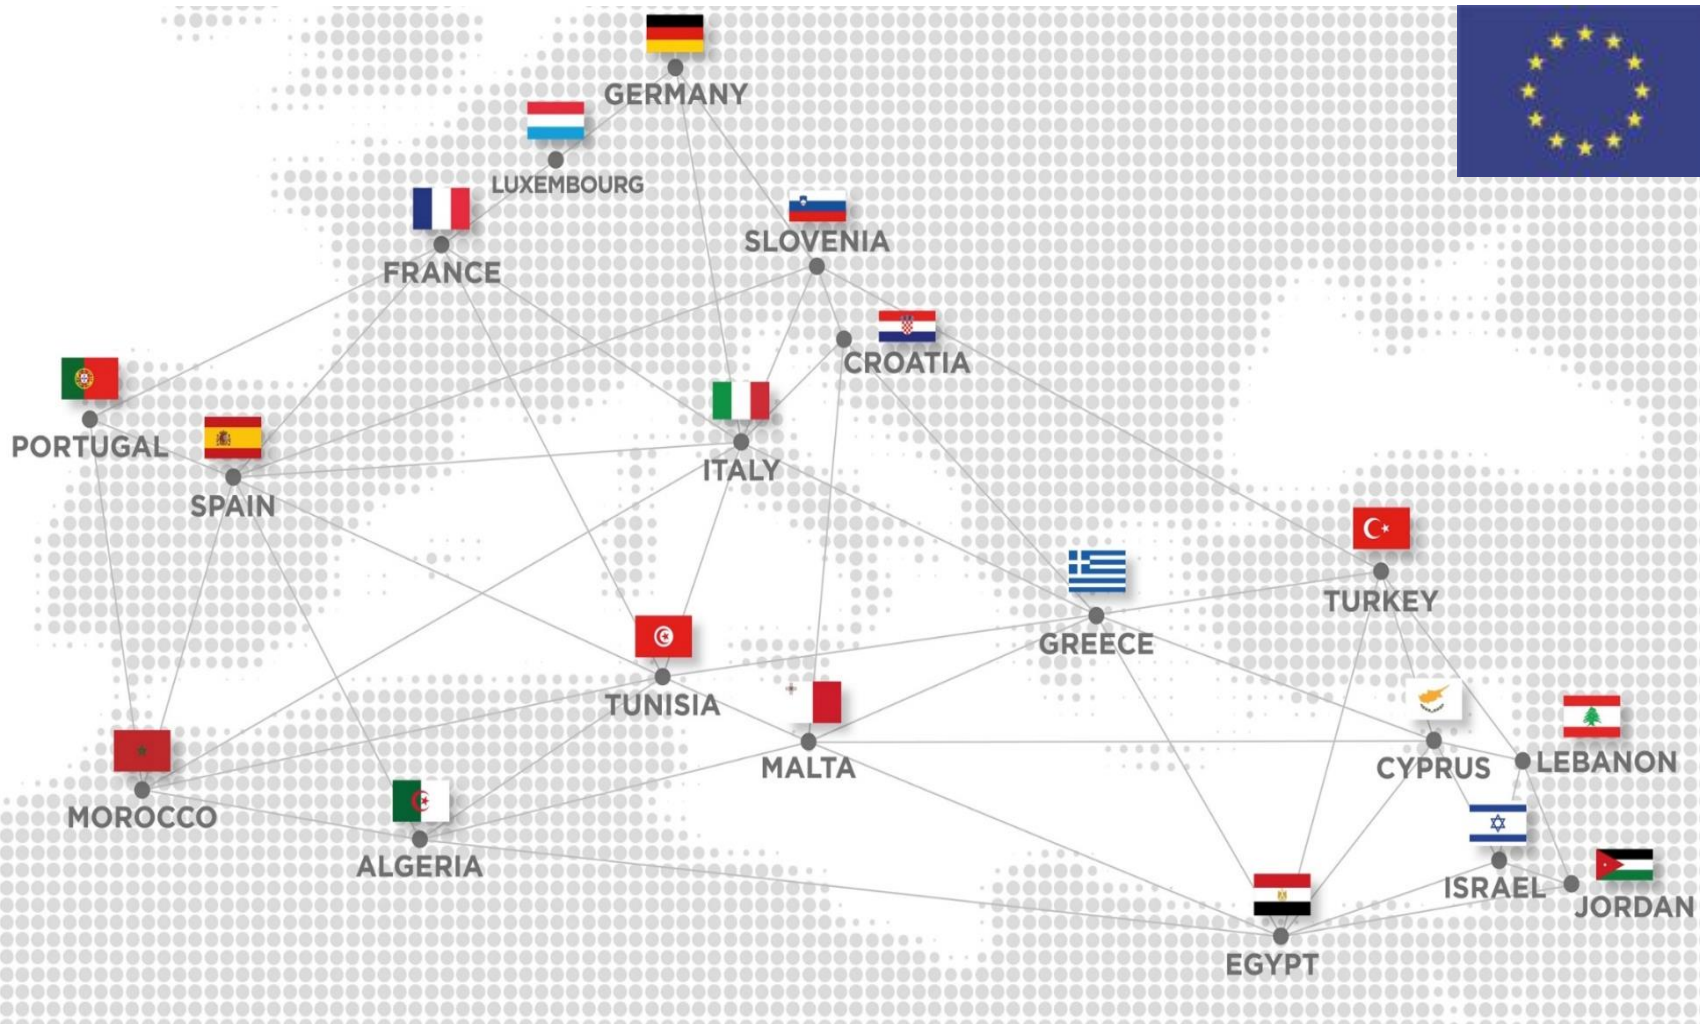 GERMANY
LUXEMBOURG
SLOVENIA
FRANCE
CROATIA
PORTUGAL
ITALY
SPAIN
TURKEY
GREECE
TUNISIA
MALTA
CYPRUS
LEBANON
MOROCCO
ALGERIA
ISRAEL
JORDAN
EGYPT